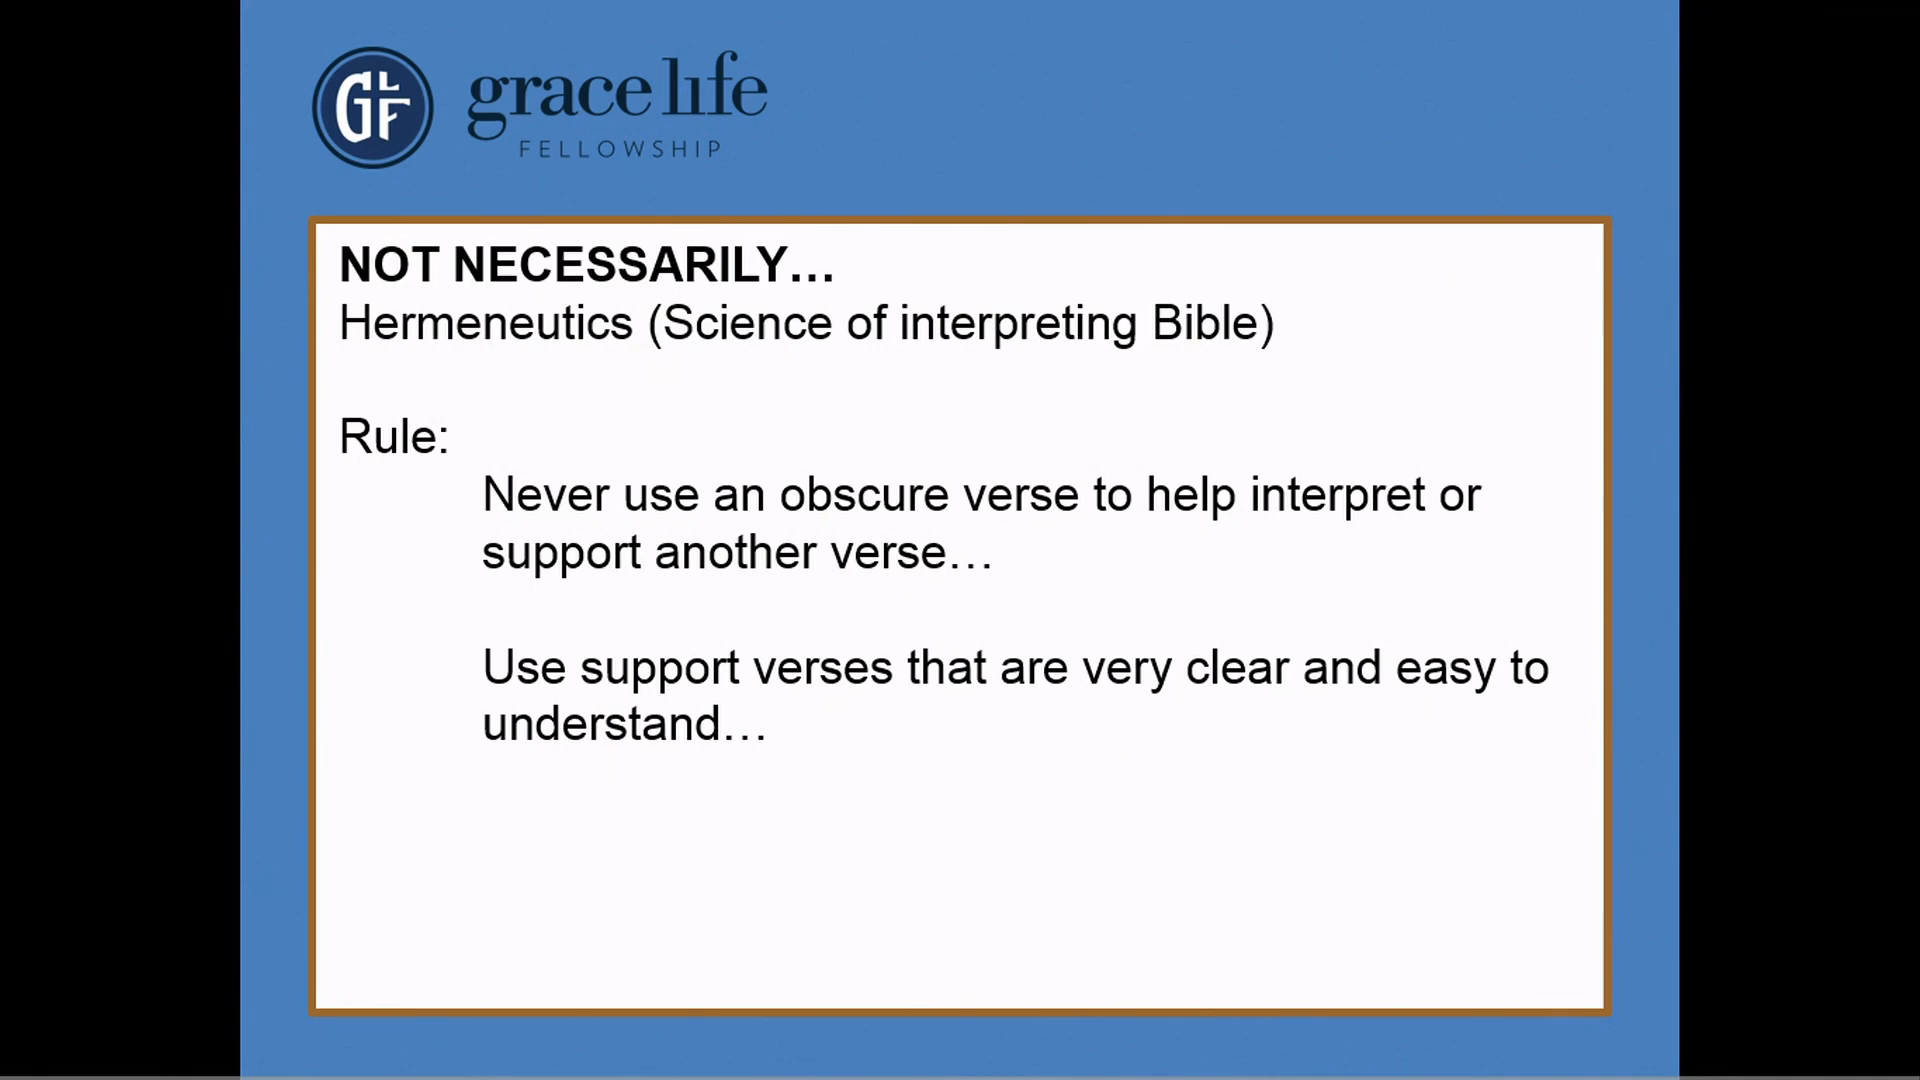 GLF
grace life
FELLOWSHIP
NOT NECESSARILY…
Hermeneutics (Science of interpreting Bible)
Rule:
Never use an obscure verse to help interpret or
support another verse…
Use support verses that are very clear and easy to
understand…